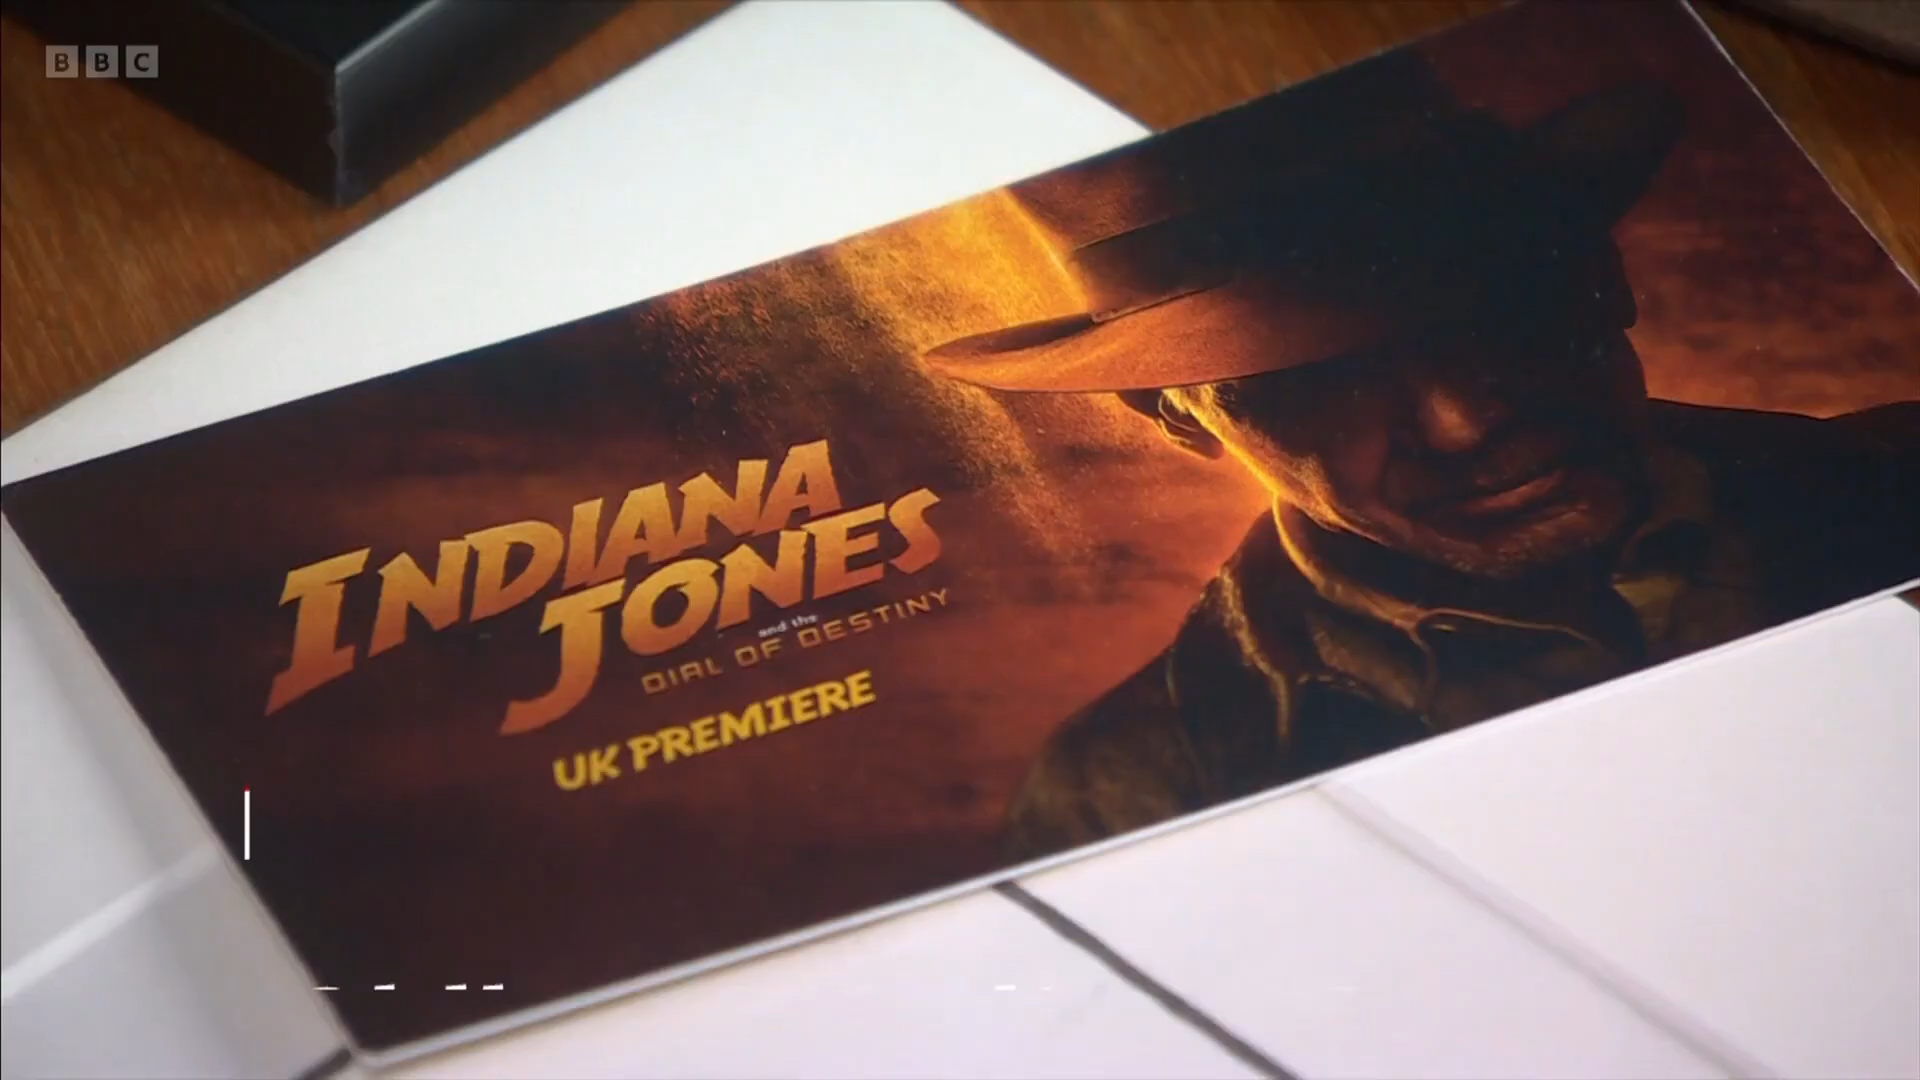 BBC
INDIANA
JONES
and the
DIAL OF DESTINY
UK PREMIERE